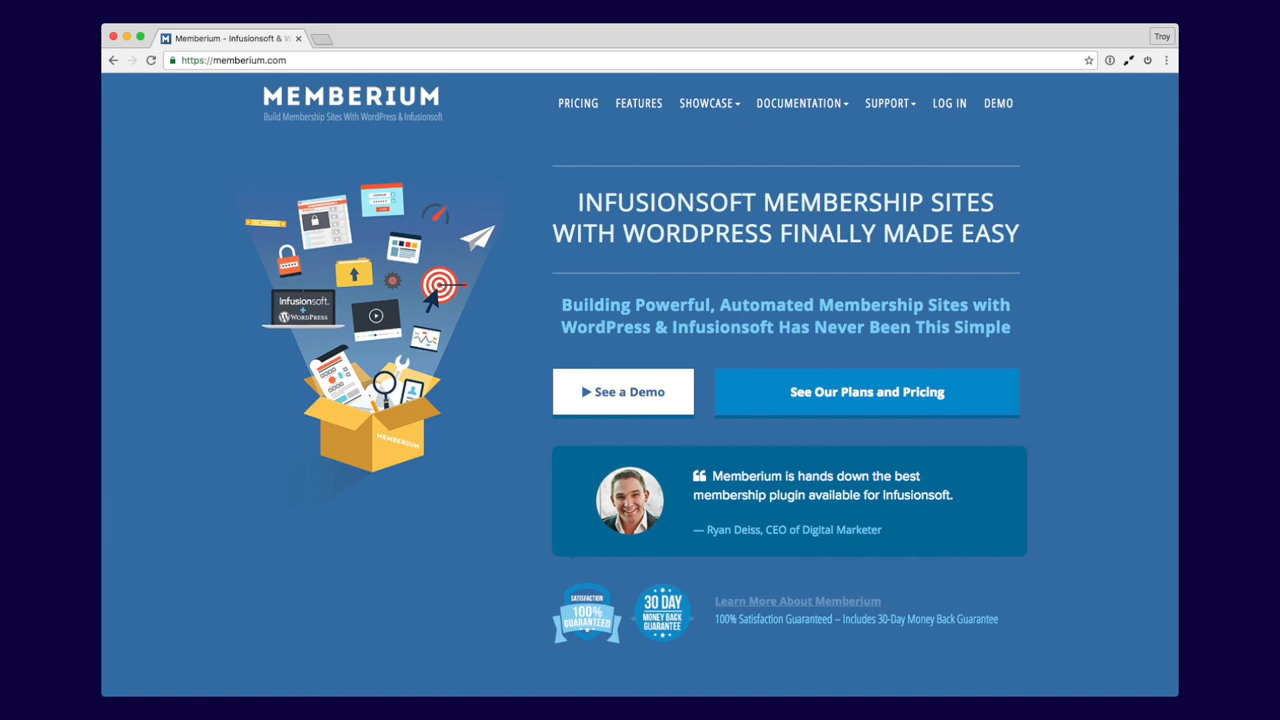 Memberium - Infusionsoft & W
Troy
https://memberium.com
MEMBERIUM
Build Membership Sites With WordPress & Infusionsoft
PRICING FEATURES SHOWCASE DOCUMENTATION SUPPORT LOG IN DEMO
INFUSIONSOFT MEMBERSHIP SITES
WITH WORDPRESS FINALLY MADE EASY
Building Powerful, Automated Membership Sites with
WordPress & Infusionsoft Has Never Been This Simple
Infusionsoft.
+
WORDPRESS
MEMBERIUM
See a Demo
See Our Plans and Pricing
“ Memberium is hands down the best
membership plugin available for Infusionsoft.
— Ryan Deiss, CEO of Digital Marketer
SATISFACTION
100%
GUARANTEED
30 DAY
MONEY BACK
GUARANTEE
Learn More About Memberium
100% Satisfaction Guaranteed – Includes 30-Day Money Back Guarantee